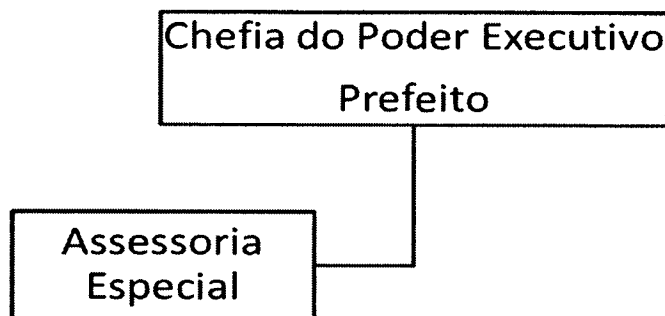 Chefia do Poder Executivo
Prefeito
Assessoria
Especial